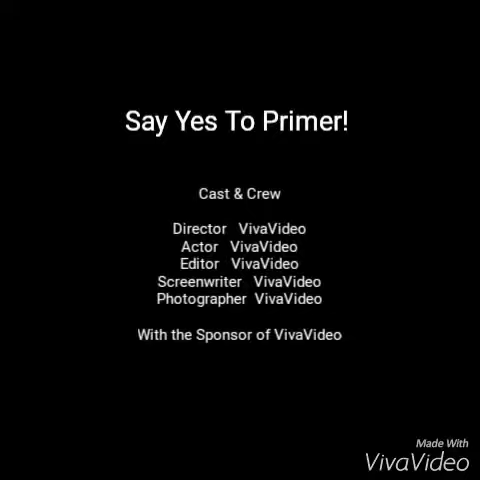 Say Yes To Primer!
Cast & Crew
Director VivaVideo
Actor VivaVideo
Editor VivaVideo
Screenwriter VivaVideo
Photographer VivaVideo
With the Sponsor of VivaVideo
Made With
VivaVideo